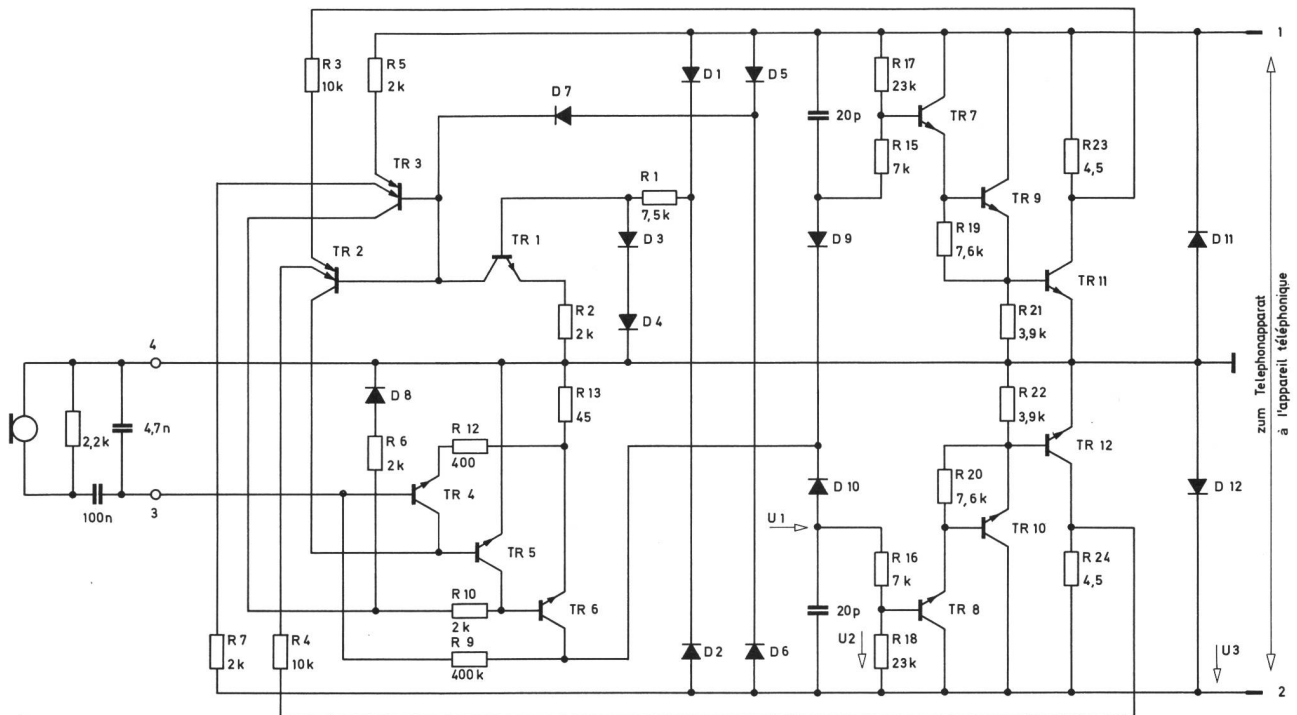 1
R 3
10k
R 5
2k
D 7
D 1
D 5
20p
R 17
23k
TR 7
R 15
7k
R23
4,5
TR 3
R 1
7,5k
TR 9
TR 2
TR 1
D 3
D 9
R 19
7,6k
D 11
TR 11
R 2
2k
D 4
R 21
3,9k
4
zum Telephonapparat
à l'appareil téléphonique
2,2k
4,7n
D 8
R 13
45
R 22
3,9k
R 6
2k
R 12
400
TR 12
100n
3
TR 4
D 10
R 20
7,6k
D 12
U 1
TR 5
TR 10
R 16
7k
R 24
4,5
R 10
2k
TR 6
20p
TR 8
R 7
2k
R 4
10k
R 9
400k
D 2
D 6
U2
R 18
23k
U3
2